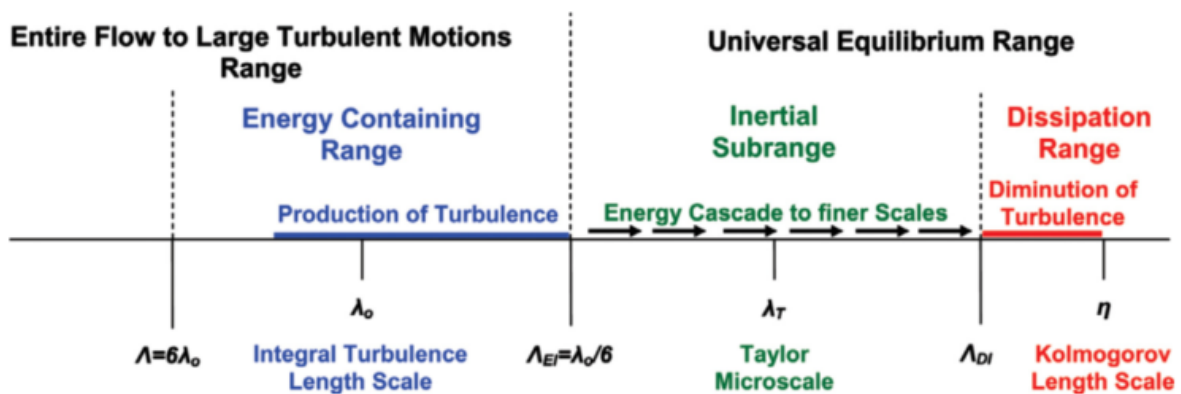 Entire Flow to Large Turbulent Motions
Range
Universal Equilibrium Range
Energy Containing
Range
Inertial
Subrange
Dissipation
Range
Production of Turbulence
Energy Cascade to finer Scales
Diminution of
Turbulence
λo
λT
η
Λ=6λo
Integral Turbulence
Length Scale
ΛEI=λo/6
Taylor
Microscale
ΛDI
Kolmogorov
Length Scale